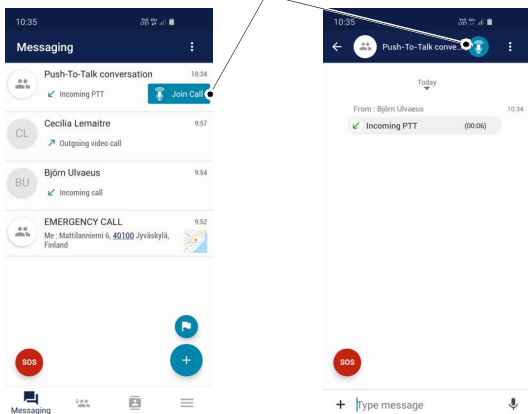 10:35
Messaging
Push-To-Talk conversation 10:34
Incoming PTT
Join Call
CL
Cecilia Lemaitre 9:57
Outgoing video call
BU
Björn Ulvaeus 9:54
Incoming call
EMERGENCY CALL 9:52
Me : Mattilanniemi 6, 40100 Jyväskylä,
Finland
SOS
+
Messaging
10:35
Push-To-Talk conve...
Today
From : Björn Ulvaeus 10:34
Incoming PTT (00:06)
SOS
+ Type message